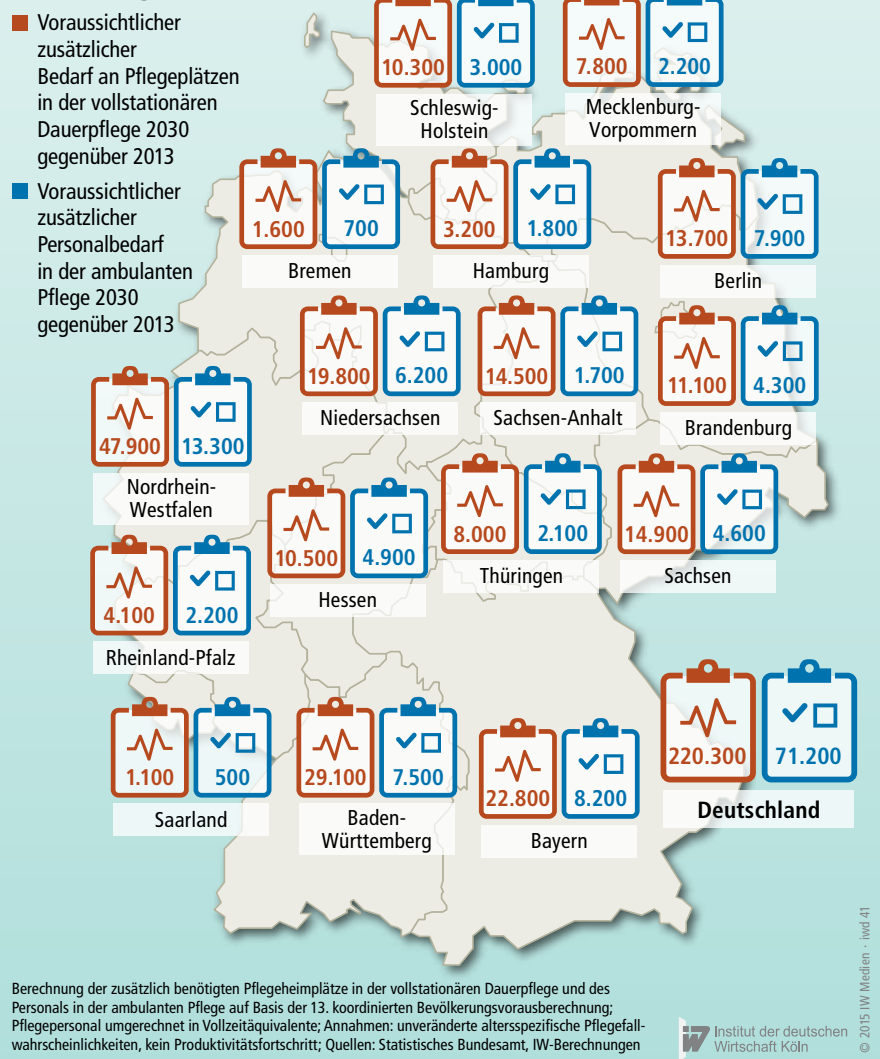 Voraussichtlicher
zusätzlicher
Bedarf an Pflegeplätzen
in der vollstationären
Dauerpflege 2030
gegenüber 2013
Voraussichtlicher
zusätzlicher
Personalbedarf
in der ambulanten
Pflege 2030
gegenüber 2013
10.300 3.000
Schleswig-
Holstein
7.800 2.200
Mecklenburg-
Vorpommern
1.600 700
Bremen
3.200 1.800
Hamburg
13.700 7.900
Berlin
19.800 6.200
Niedersachsen
14.500 1.700
Sachsen-Anhalt
11.100 4.300
Brandenburg
47.900 13.300
Nordrhein-
Westfalen
10.500 4.900
Hessen
8.000 2.100
Thüringen
14.900 4.600
Sachsen
4.100 2.200
Rheinland-Pfalz
1.100 500
Saarland
29.100 7.500
Baden-
Württemberg
22.800 8.200
Bayern
220.300 71.200
Deutschland
Berechnung der zusätzlich benötigten Pflegeheimplätze in der vollstationären Dauerpflege und des
Personals in der ambulanten Pflege auf Basis der 13. koordinierten Bevölkerungsvorausberechnung;
Pflegepersonal umgerechnet in Vollzeitäquivalente; Annahmen: unveränderte altersspezifische Pflegefall-
wahrscheinlichkeiten, kein Produktivitätsfortschritt; Quellen: Statistisches Bundesamt, IW-Berechnungen
iw Institut der deutschen
Wirtschaft Köln
© 2015 IW Medien · iwd 41